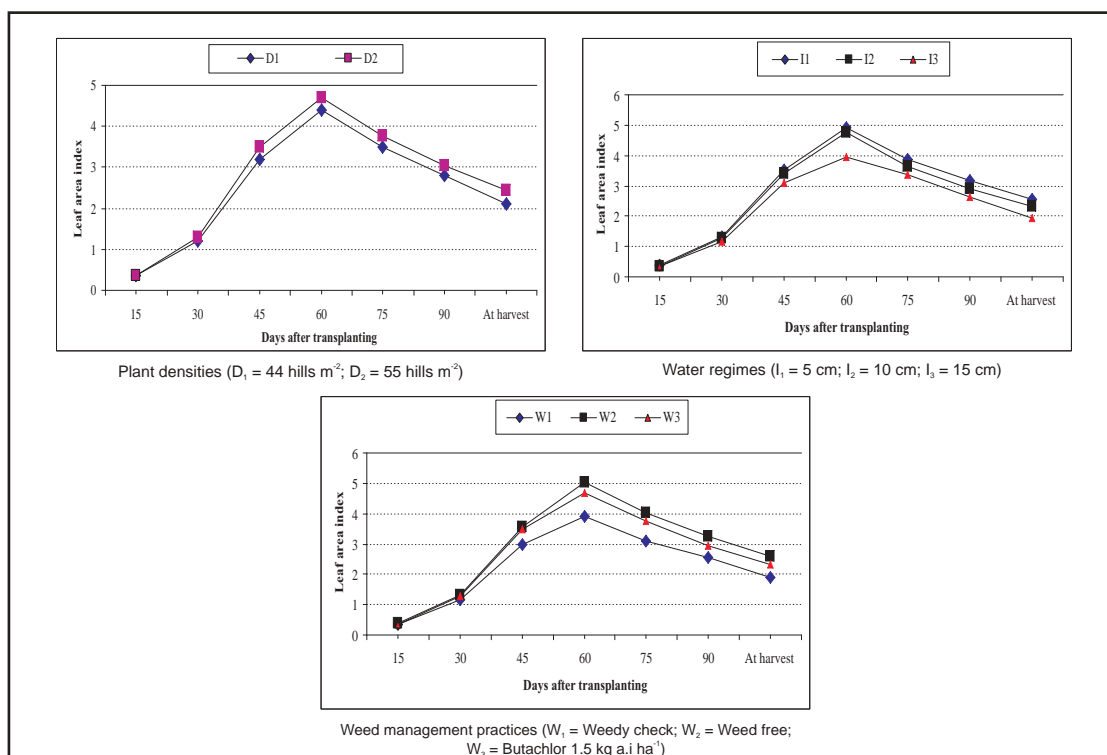 D1 D2
5
4
3
2
1
0
Leaf area index
15 30 45 60 75 90 At harvest
Days after transplanting
Plant densities (D₁ = 44 hills m⁻²; D₂ = 55 hills m⁻²)
I1 I2 I3
6
5
4
3
2
1
0
Leaf area index
15 30 45 60 75 90 At harvest
Days after transplanting
Water regimes (I₁ = 5 cm; I₂ = 10 cm; I₃ = 15 cm)
W1 W2 W3
6
5
4
3
2
1
0
Leaf area index
15 30 45 60 75 90 At harvest
Days after transplanting
Weed management practices (W₁ = Weedy check; W₂ = Weed free;
W₃ = Butachlor 1.5 kg a.i ha⁻¹)